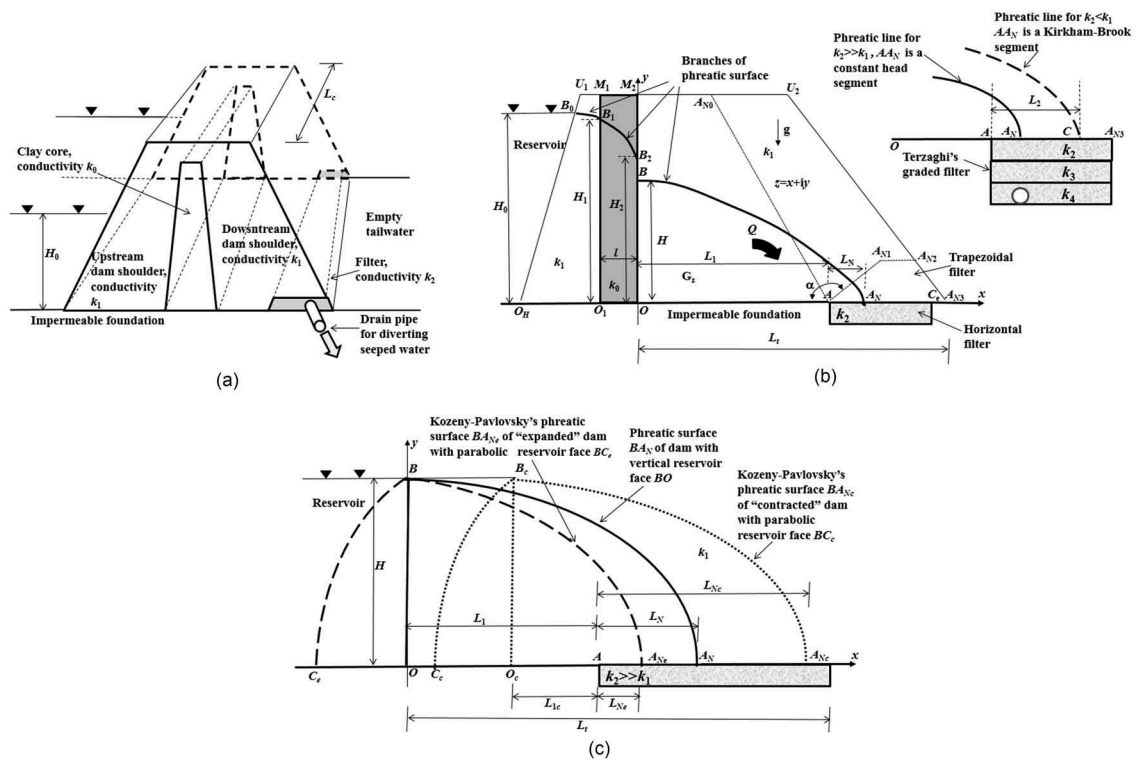 L_c
Clay core,
conductivity k_0
H_0
Upstream
dam shoulder,
conductivity
k_1
Downstream
dam shoulder,
conductivity k_1
Empty
tailwater
Filter,
conductivity k_2
Impermeable foundation
Drain pipe
for diverting
seeped water
(a)
Branches of
phreatic surface
U_1 M_1 M_2 y
B_0
A_N0
U_2
Reservoir
B_1
B_2
B
g
k_1
z=x+iy
H_0
H_1
H_2
H
Q
l
L_1
G_z
L_N
A_N1
A_N2
k_1
k_0
α
A
A_N
C_e
A_N3
x
O_H
O_1
O
Impermeable foundation
k_2
Trapezoidal
filter
Horizontal
filter
L_t
(b)
Phreatic line for
k_2>>k_1, AA_N is a
constant head
segment
Phreatic line for k_2<k_1
AA_N is a Kirkham-Brook
segment
L_2
O
A
A_N
C
A_N3
Terzaghi's
graded filter
k_2
k_3
k_4
Kozeny-Pavlovsky's phreatic
surface BA_Ne of "expanded" dam
with parabolic reservoir face BC_e
Phreatic surface
BA_N of dam with
vertical reservoir
face BO
Kozeny-Pavlovsky's
phreatic surface BA_Nc
of "contracted" dam
with parabolic
reservoir face BC_c
y
B
B_c
Reservoir
H
k_1
L_Nc
L_1
L_N
A
A_Ne
A_N
A_Nc
x
C_e
O
C_c
O_c
k_2>>k_1
L_1c
L_Ne
L_t
(c)